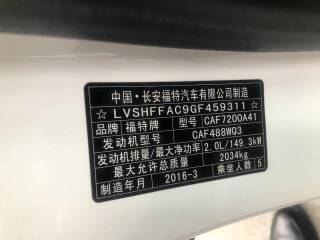 中国·长安福特汽车有限公司制造
☆ LVSHFFAC9GF459311 ☆
品牌 福特牌 型号 CAF7200A41
发动机型号 CAF488WQ3
发动机排量/最大净功率 2.0L/149.3kW
最大允许总质量 2034kg
制造年月 2016-3 乘坐人数 5